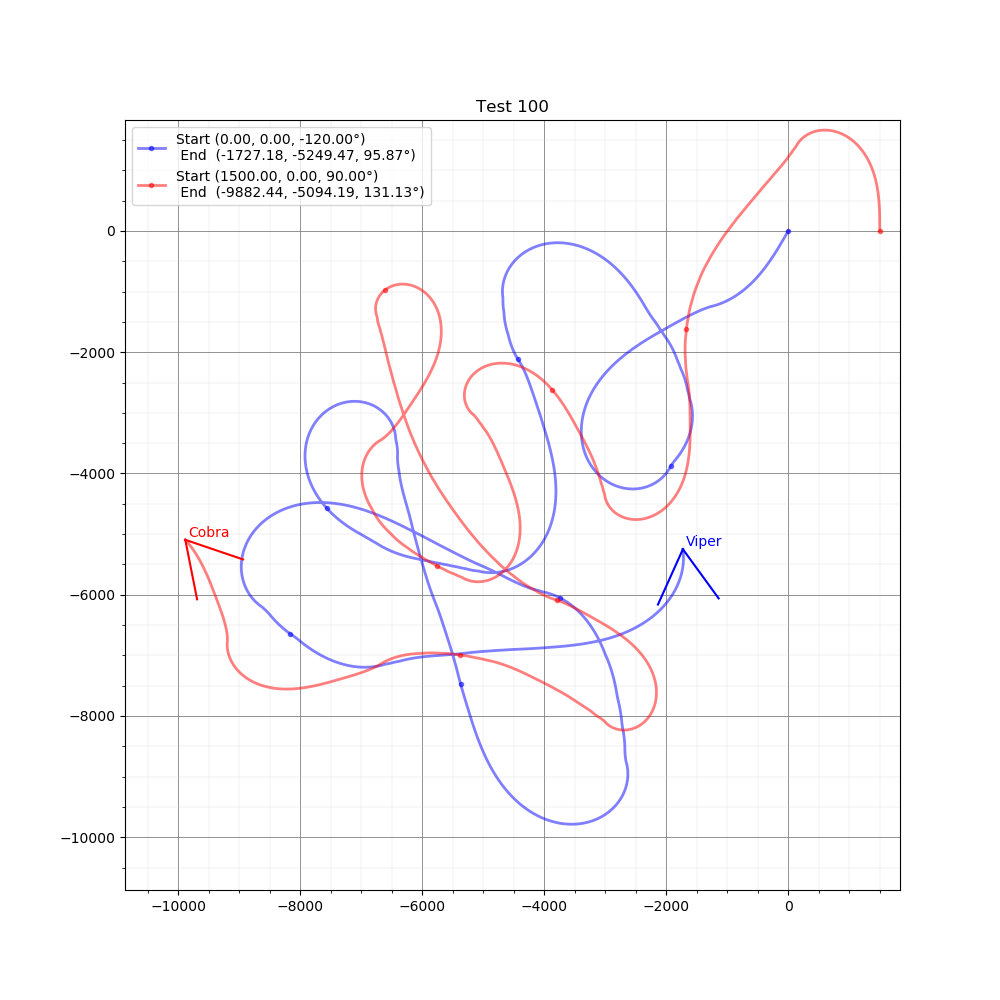 Test 100
Start (0.00, 0.00, -120.00°)
End  (-1727.18, -5249.47, 95.87°)
Start (1500.00, 0.00, 90.00°)
End  (-9882.44, -5094.19, 131.13°)
0
−2000
−4000
−6000
−8000
−10000
Cobra
Viper
−10000
−8000
−6000
−4000
−2000
0